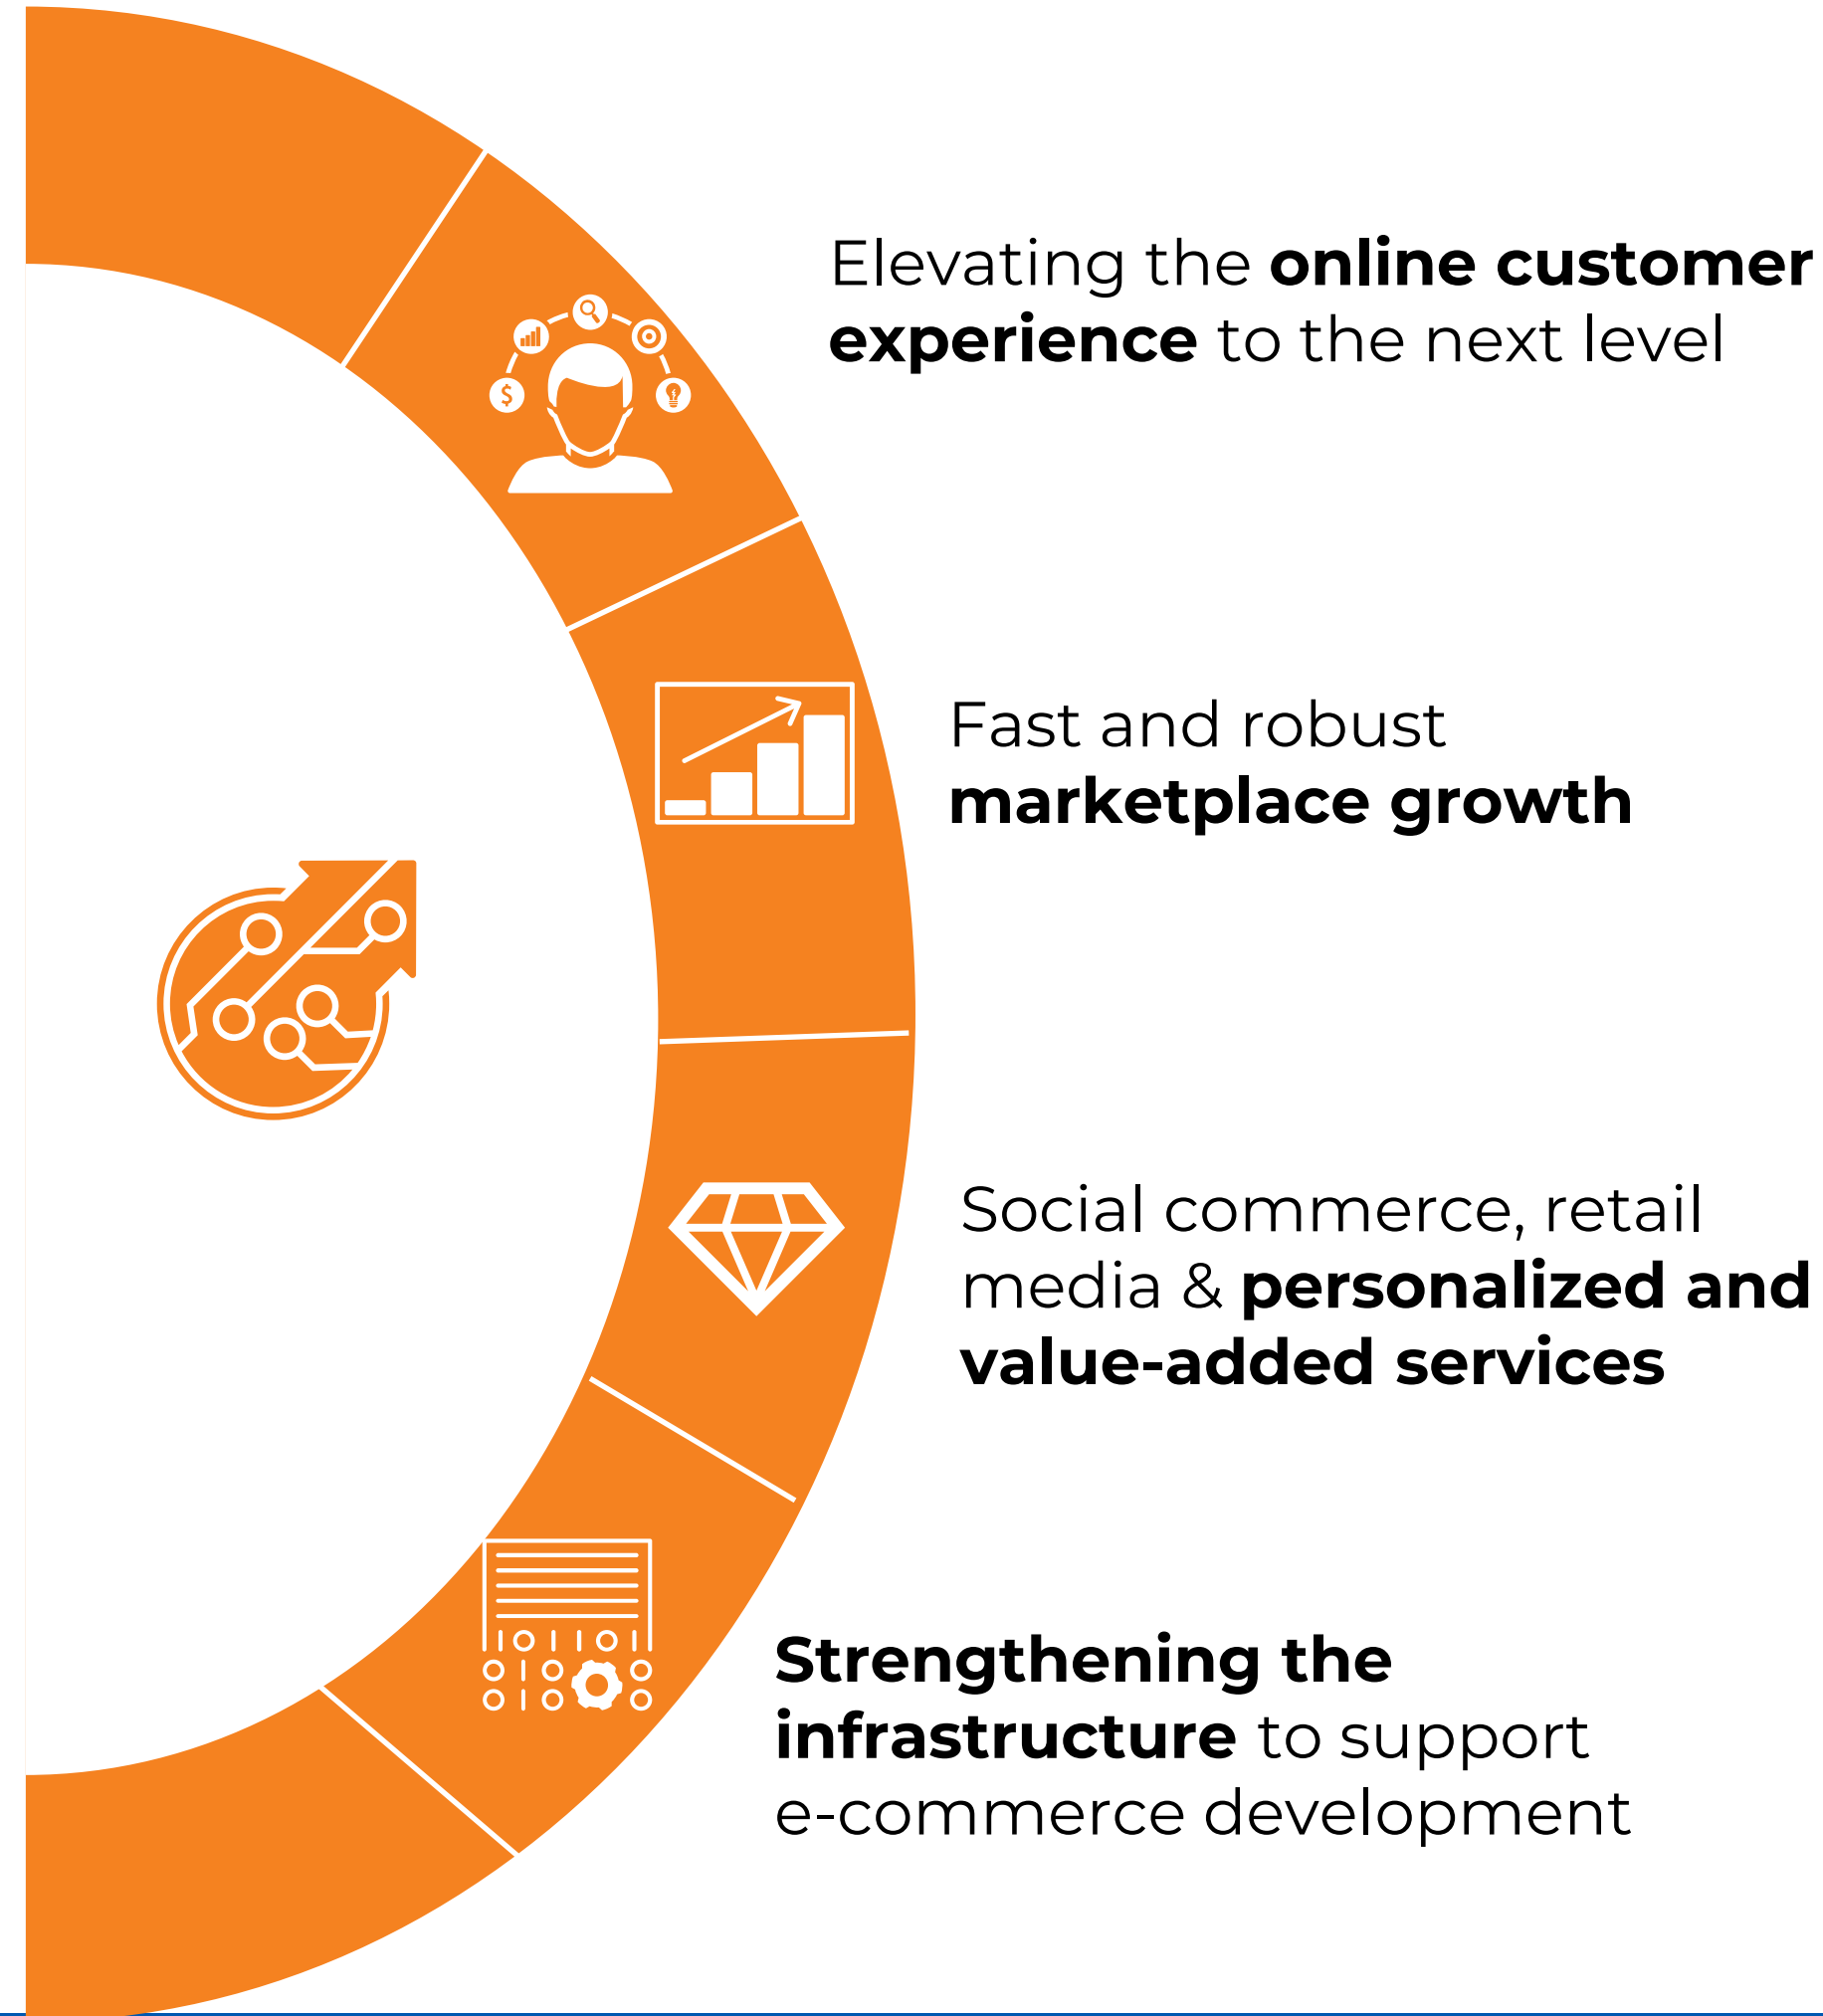 Elevating the online customer
experience to the next level
Fast and robust
marketplace growth
Social commerce, retail
media & personalized and
value-added services
Strengthening the
infrastructure to support
e-commerce development